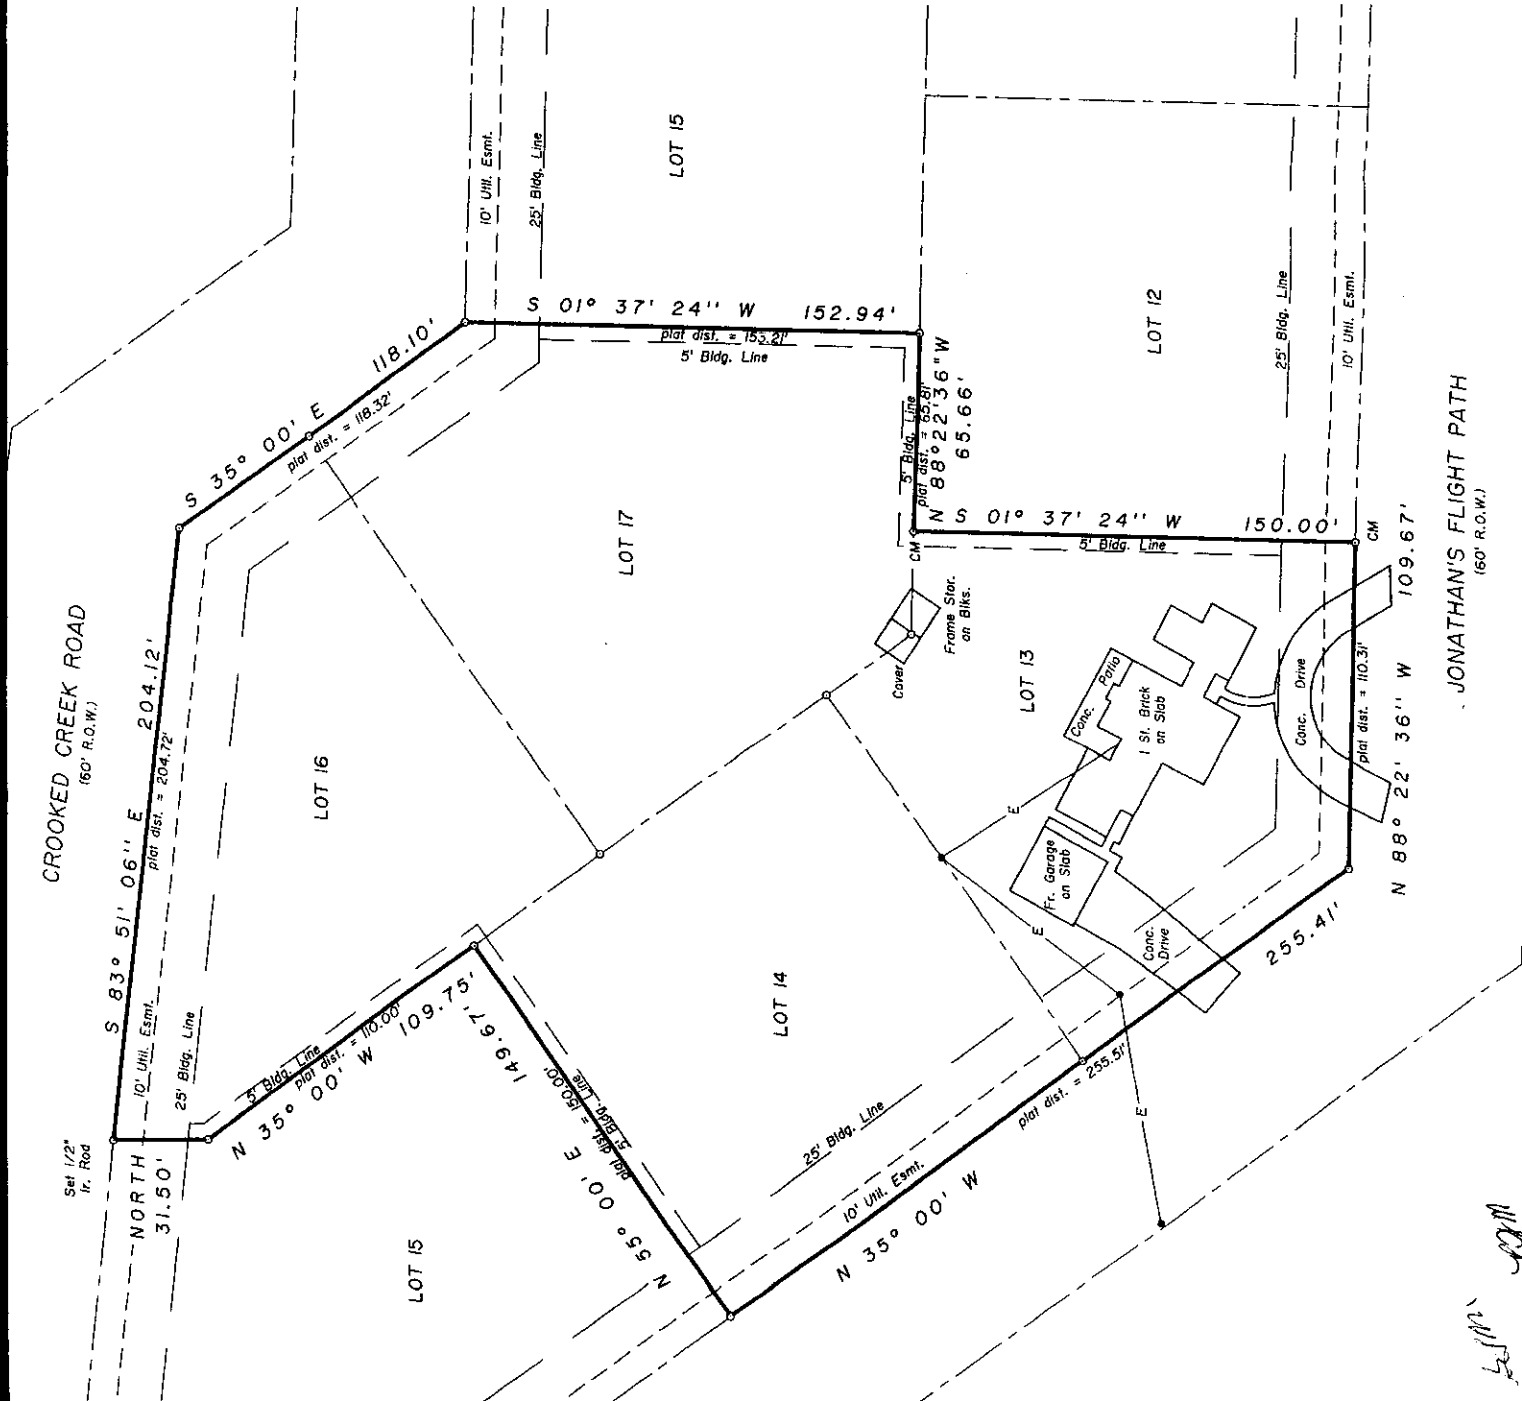 CROOKED CREEK ROAD
(60' R.O.W.)
S 83° 51' 06" E 204.12'
plat dist. = 204.72'
10' Util. Esmt.
25' Bldg. Line
Set 1/2"
Ir. Rod
NORTH
31.50'
S 35° 00' E 118.10'
plat dist. = 118.32'
10' Util. Esmt.
25' Bldg. Line
LOT 15
S 01° 37' 24" W 152.94'
plat dist. = 153.21'
5' Bldg. Line
5' Bldg. Line
plat dist. = 65.81'
N 88° 22' 36" W
65.66'
LOT 12
25' Bldg. Line
10' Util. Esmt.
S 01° 37' 24" W 150.00'
5' Bldg. Line
CM
CM
JONATHAN'S FLIGHT PATH
(60' R.O.W.)
N 88° 22' 36" W 109.67'
plat dist. = 110.31'
LOT 17
LOT 16
LOT 13
LOT 14
LOT 15
Cover
Frame Stor.
on Blks.
Conc. Patio
1 St. Brick
on Slab
Conc. Drive
Fr. Garage
on Slab
Conc.
Drive
E
E
E
N 35° 00' W 255.41'
plat dist. = 255.51'
10' Util. Esmt.
25' Bldg. Line
N 55° 00' E 149.67'
plat dist. = 150.00'
5' Bldg. Line
N 35° 00' W 109.75'
plat dist. = 110.00'
5' Bldg. Line